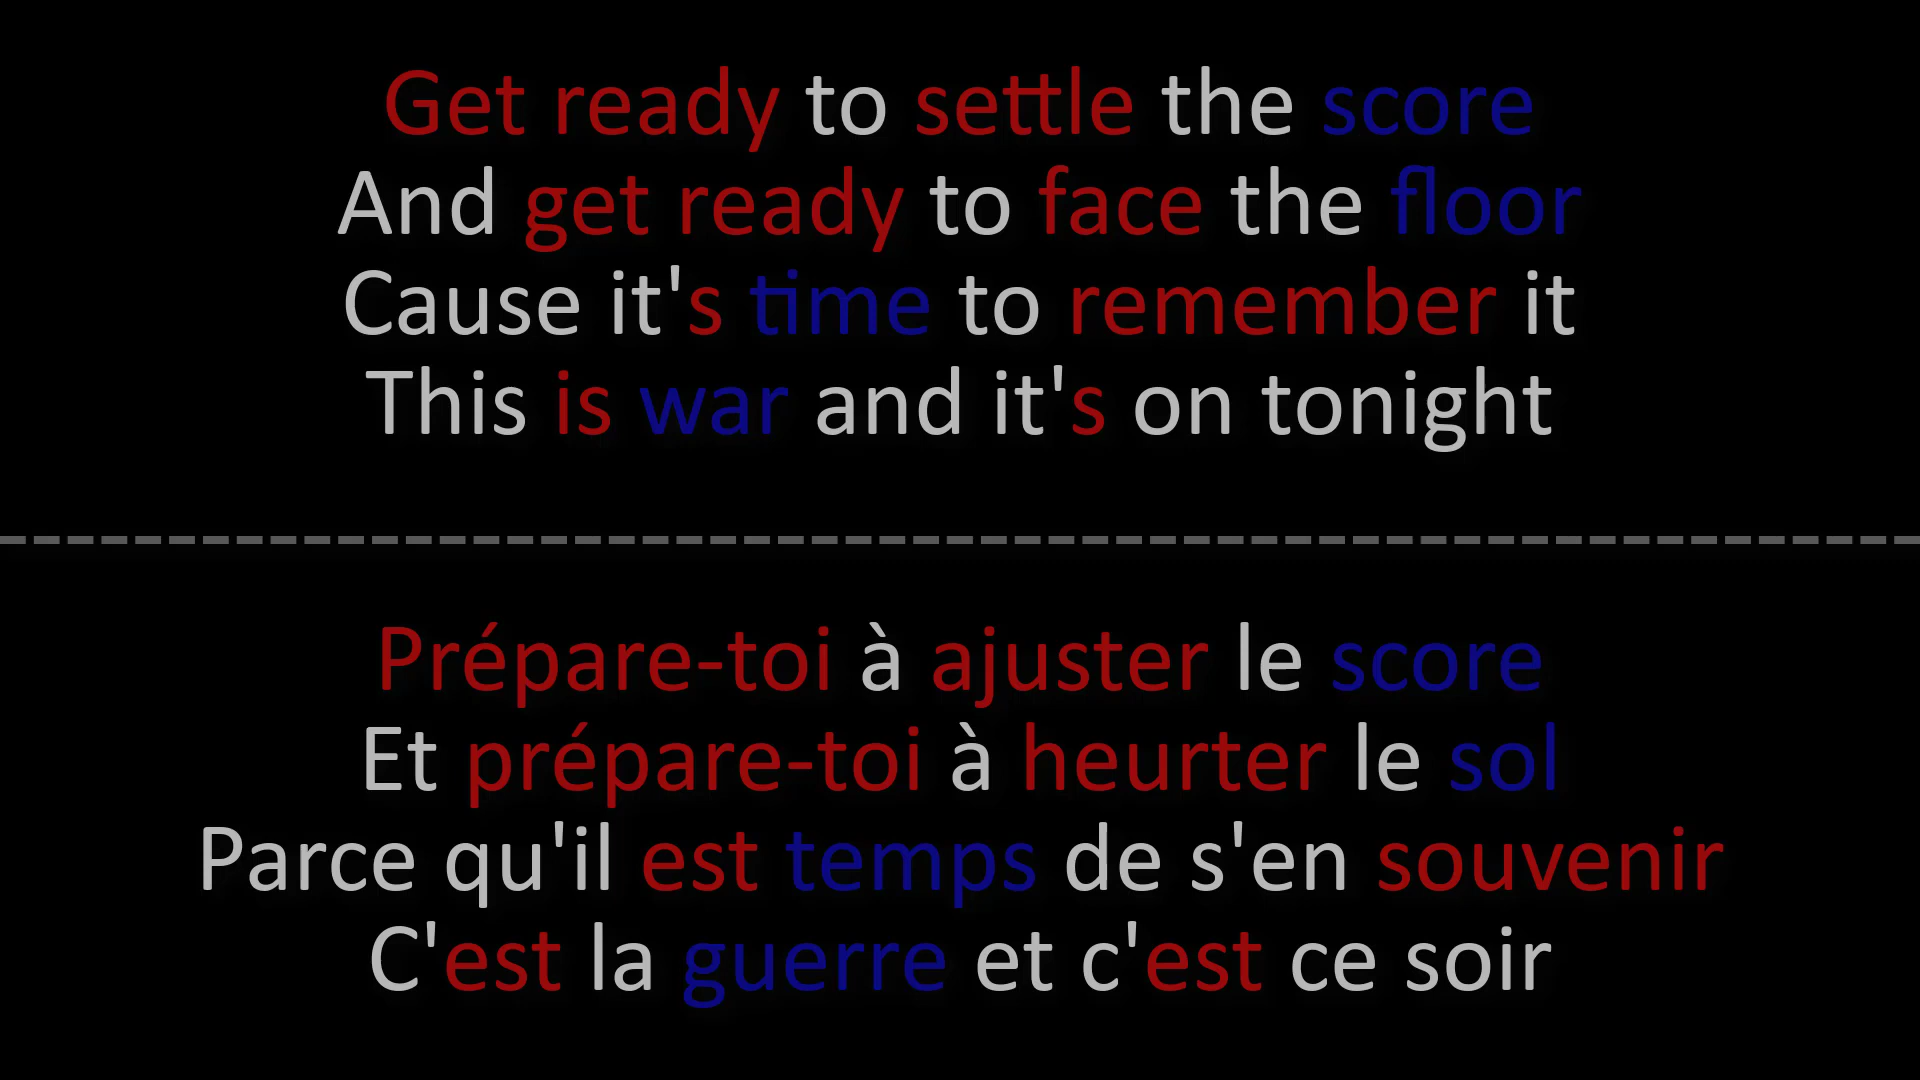 Get ready to settle the score
And get ready to face the floor
Cause it's time to remember it
This is war and it's on tonight
Prépare-toi à ajuster le score
Et prépare-toi à heurter le sol
Parce qu'il est temps de s'en souvenir
C'est la guerre et c'est ce soir